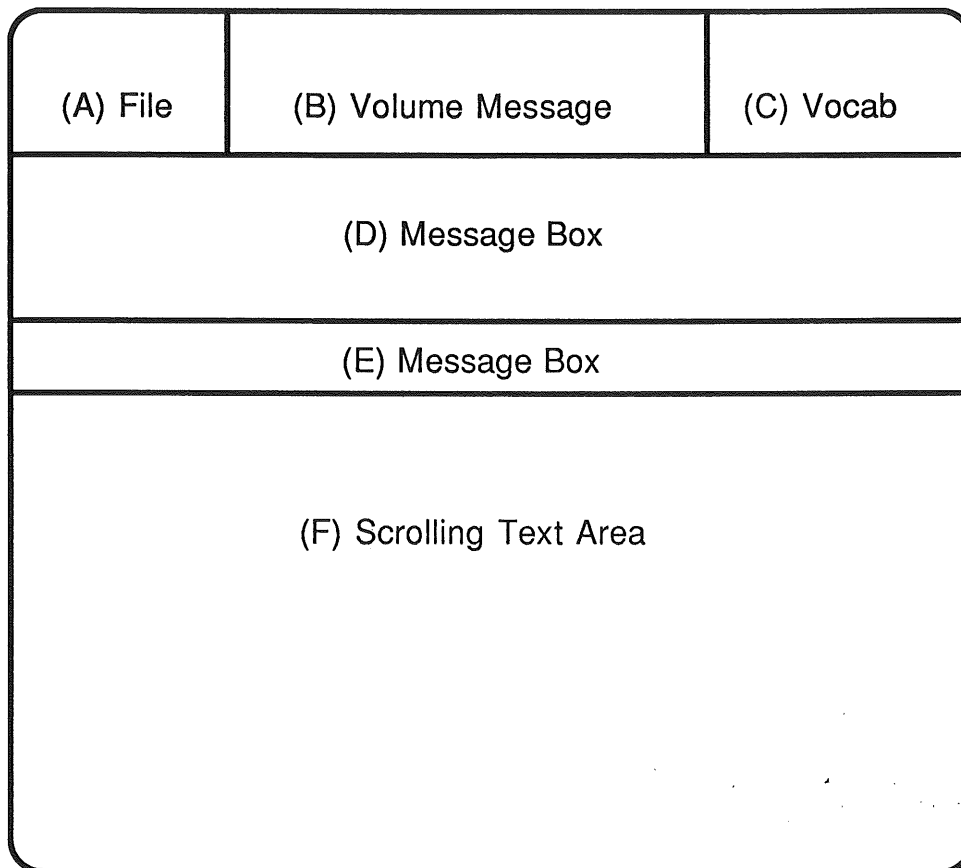 (A) File
(B) Volume Message
(C) Vocab
(D) Message Box
(E) Message Box
(F) Scrolling Text Area